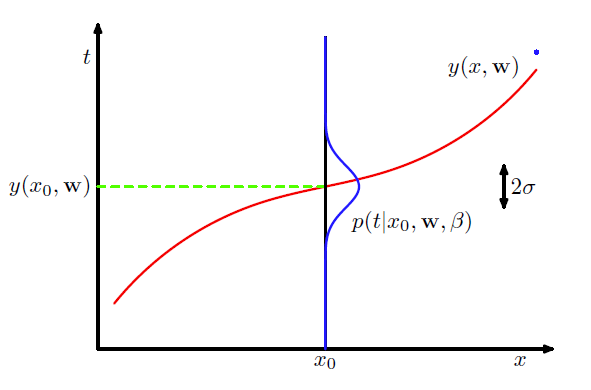 t
y(x, w)
y(x₀, w)
2σ
p(t|x₀, w, β)
x₀
x